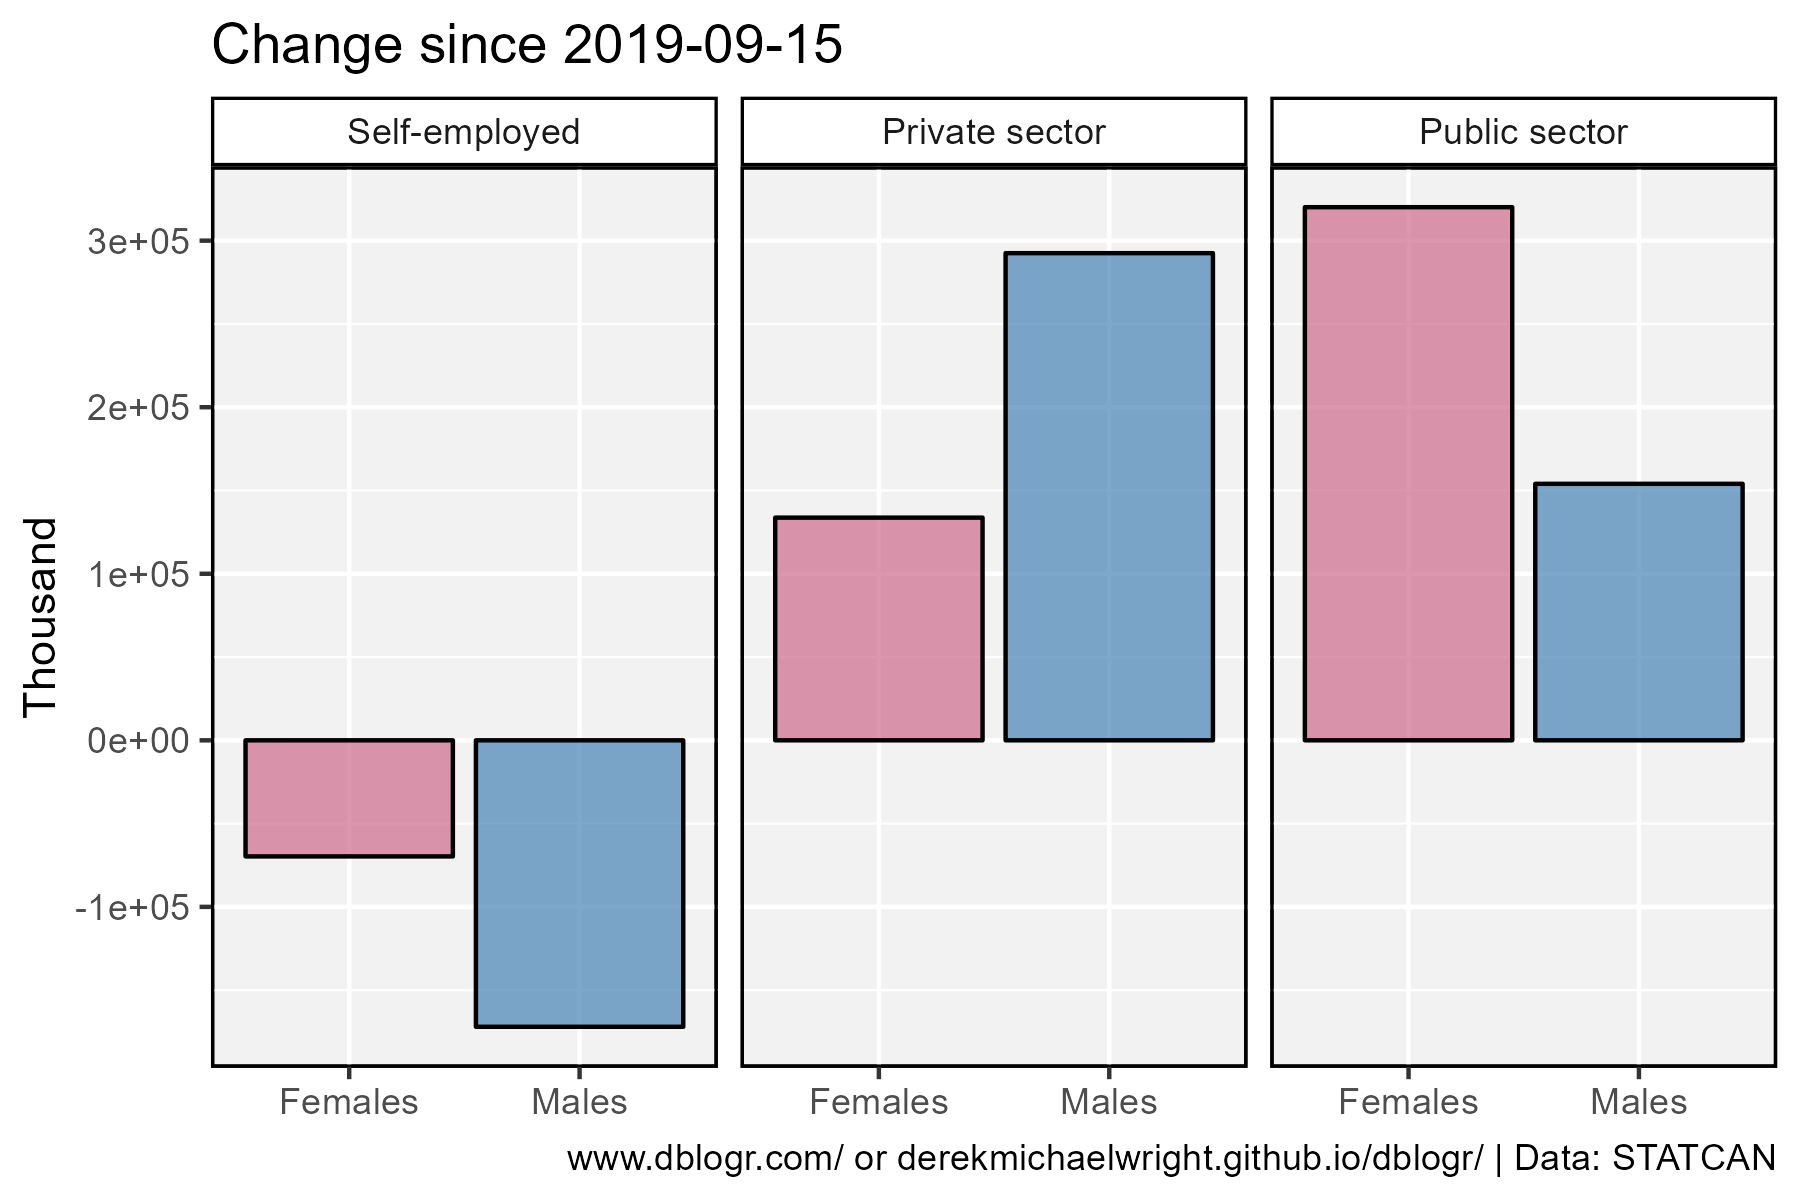 Change since 2019-09-15
Self-employed
Private sector
Public sector
Thousand
3e+05
2e+05
1e+05
0e+00
-1e+05
Females Males Females Males Females Males
www.dblogr.com/ or derekmichaelwright.github.io/dblogr/ | Data: STATCAN